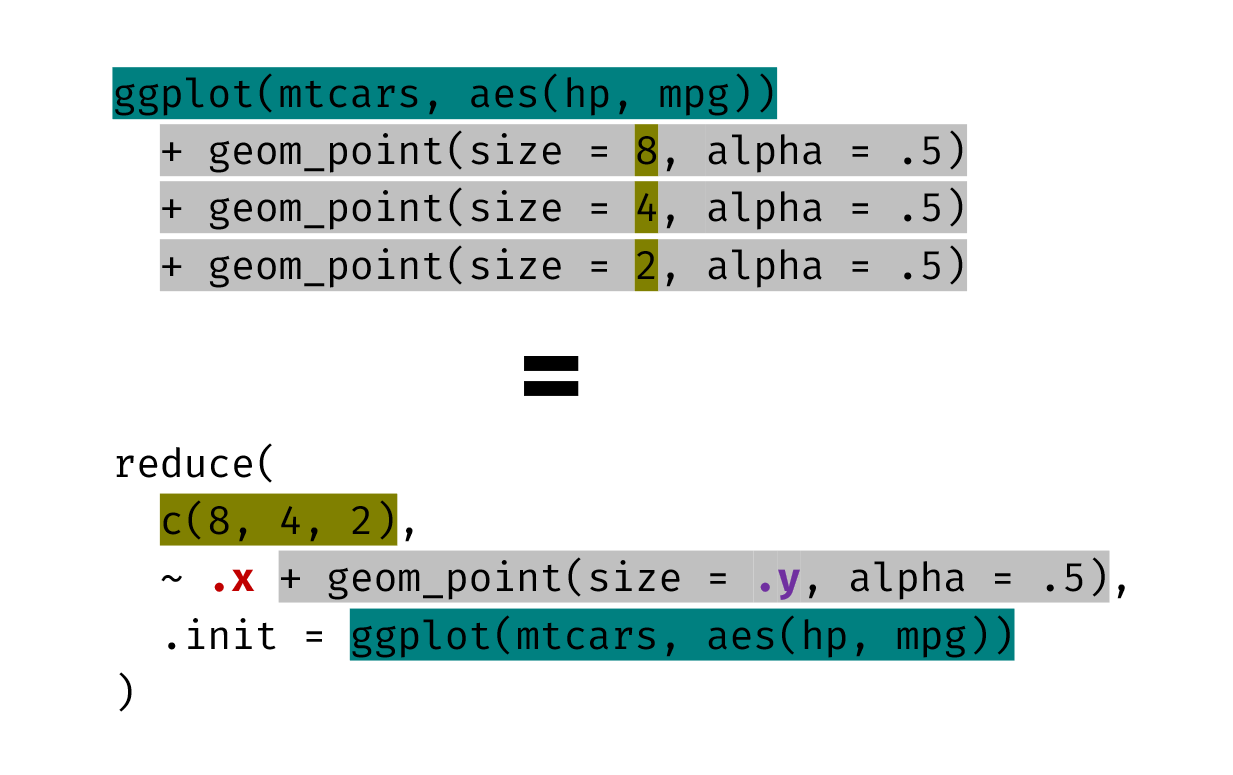 ggplot(mtcars, aes(hp, mpg))
+ geom_point(size = 8, alpha = .5)
+ geom_point(size = 4, alpha = .5)
+ geom_point(size = 2, alpha = .5)
=
reduce(
c(8, 4, 2),
~ .x + geom_point(size = .y, alpha = .5),
.init = ggplot(mtcars, aes(hp, mpg))
)